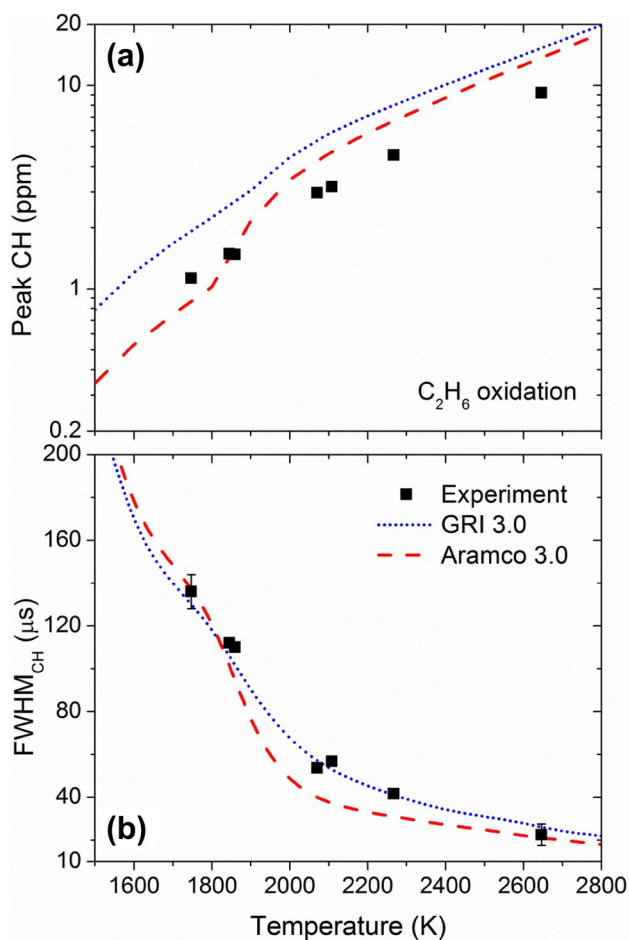 20
(a)
10
Peak CH (ppm)
1
C₂H₆ oxidation
0.2
200
Experiment
160
GRI 3.0
Aramco 3.0
120
FWHM_CH (μs)
80
40
(b)
10
1600 1800 2000 2200 2400 2600 2800
Temperature (K)